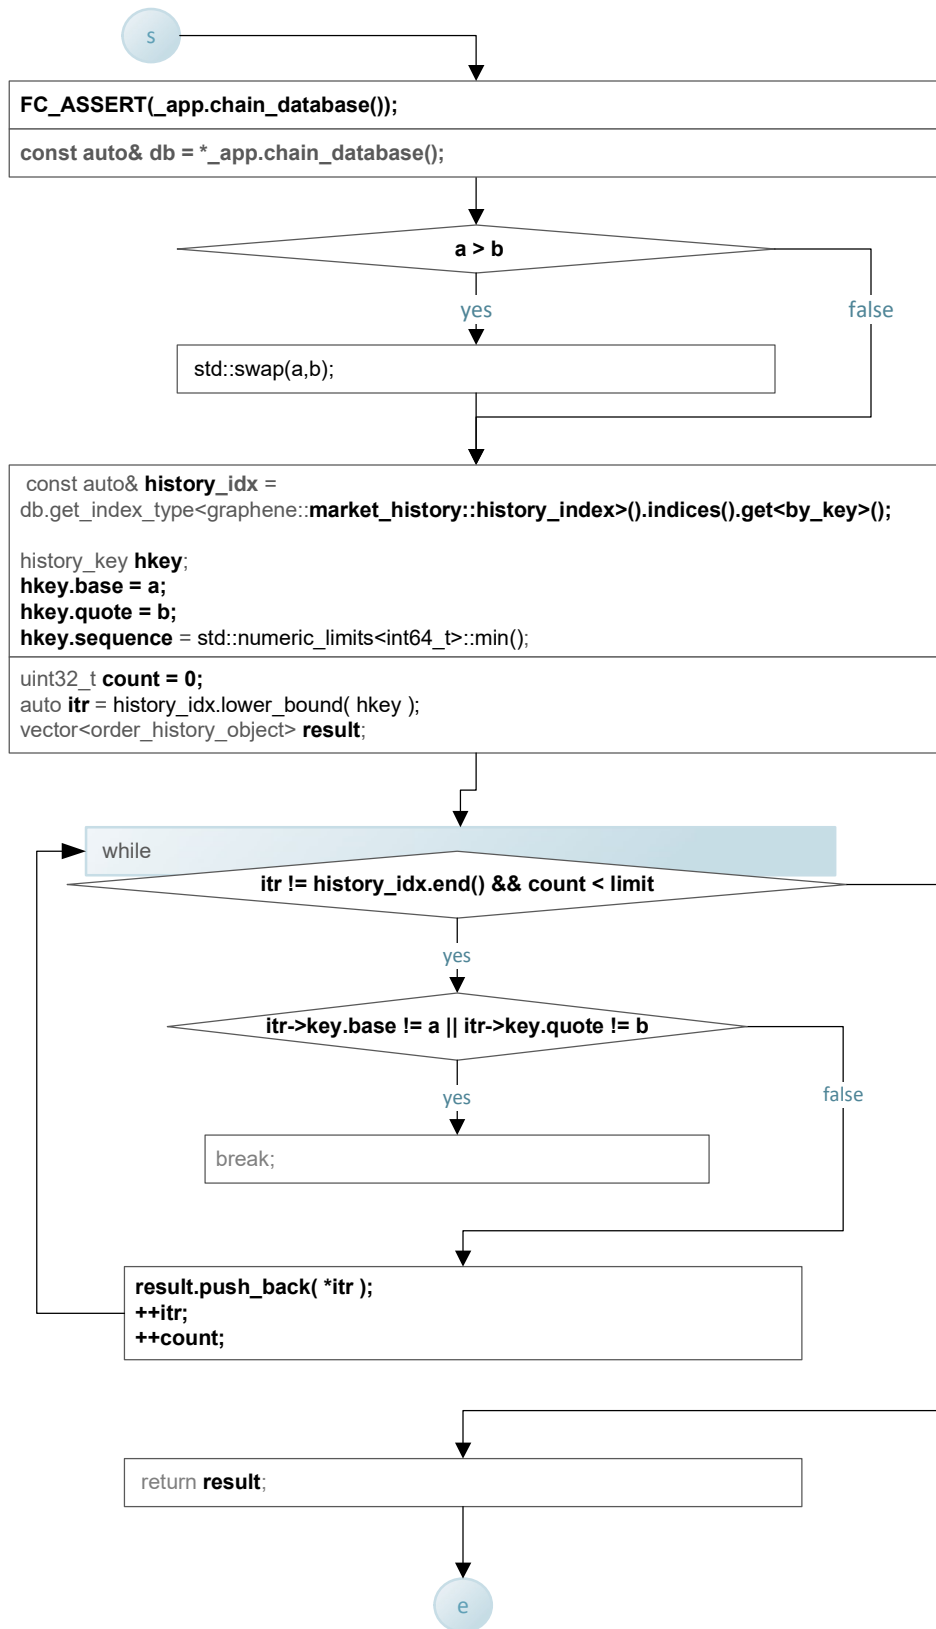 s
FC_ASSERT(_app.chain_database());
const auto& db = *_app.chain_database();
a > b
yes
false
std::swap(a,b);
const auto& history_idx =
db.get_index_type<graphene::market_history::history_index>().indices().get<by_key>();
history_key hkey;
hkey.base = a;
hkey.quote = b;
hkey.sequence = std::numeric_limits<int64_t>::min();
uint32_t count = 0;
auto itr = history_idx.lower_bound( hkey );
vector<order_history_object> result;
while
itr != history_idx.end() && count < limit
yes
itr->key.base != a || itr->key.quote != b
yes
false
break;
result.push_back( *itr );
++itr;
++count;
return result;
e